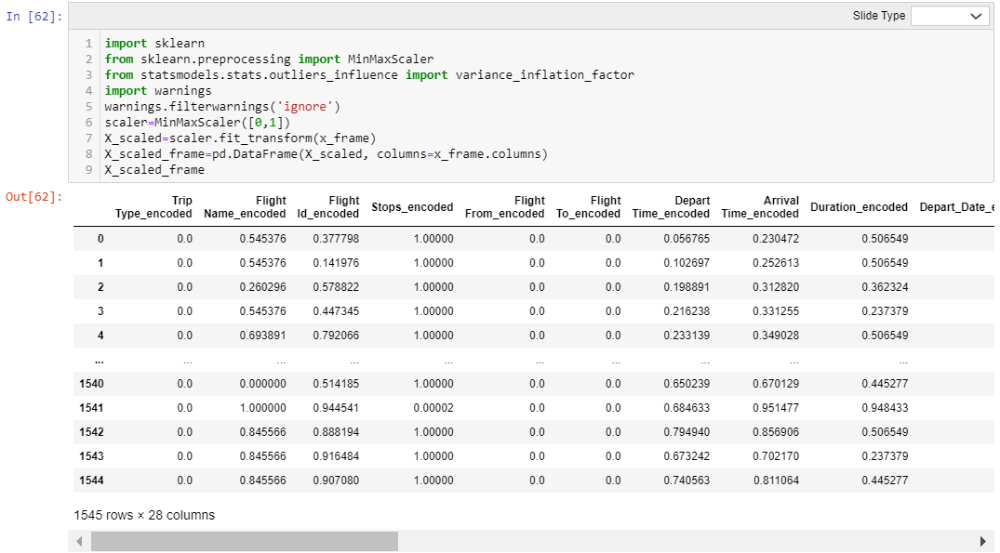 In [62]:
Slide Type
1 import sklearn
2 from sklearn.preprocessing import MinMaxScaler
3 from statsmodels.stats.outliers_influence import variance_inflation_factor
4 import warnings
5 warnings.filterwarnings('ignore')
6 scaler=MinMaxScaler([0,1])
7 X_scaled=scaler.fit_transform(x_frame)
8 X_scaled_frame=pd.DataFrame(X_scaled, columns=x_frame.columns)
9 X_scaled_frame
Out[62]:
Trip Flight Flight Flight Flight Depart Arrival
Type_encoded Name_encoded Id_encoded Stops_encoded From_encoded To_encoded Time_encoded Time_encoded Duration_encoded Depart_Date_e
0 0.0 0.545376 0.377798 1.00000 0.0 0.0 0.056765 0.230472 0.506549
1 0.0 0.545376 0.141976 1.00000 0.0 0.0 0.102697 0.252613 0.506549
2 0.0 0.260296 0.578822 1.00000 0.0 0.0 0.198891 0.312820 0.362324
3 0.0 0.545376 0.447345 1.00000 0.0 0.0 0.216238 0.331255 0.237379
4 0.0 0.693891 0.792066 1.00000 0.0 0.0 0.233139 0.349028 0.506549
... ... ... ... ... ... ... ... ... ...
1540 0.0 0.000000 0.514185 1.00000 0.0 0.0 0.650239 0.670129 0.445277
1541 0.0 1.000000 0.944541 0.00002 0.0 0.0 0.684633 0.951477 0.948433
1542 0.0 0.845566 0.888194 1.00000 0.0 0.0 0.794940 0.856906 0.506549
1543 0.0 0.845566 0.916484 1.00000 0.0 0.0 0.673242 0.702170 0.237379
1544 0.0 0.845566 0.907080 1.00000 0.0 0.0 0.740563 0.811064 0.445277
1545 rows × 28 columns